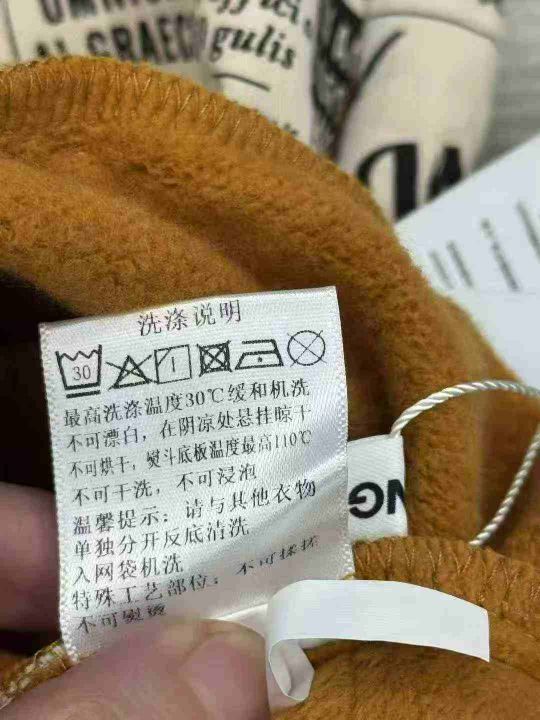 AL GRAEC
gulis
洗涤说明
30
最高洗涤温度30℃缓和机洗
不可漂白，在阴凉处悬挂晾干
不可烘干，熨斗底板温度最高110℃
不可干洗，不可浸泡
温馨提示：请与其他衣物
单独分开反底清洗
入网袋机洗
特殊工艺部位：不可揉搓
不可熨烫
NG